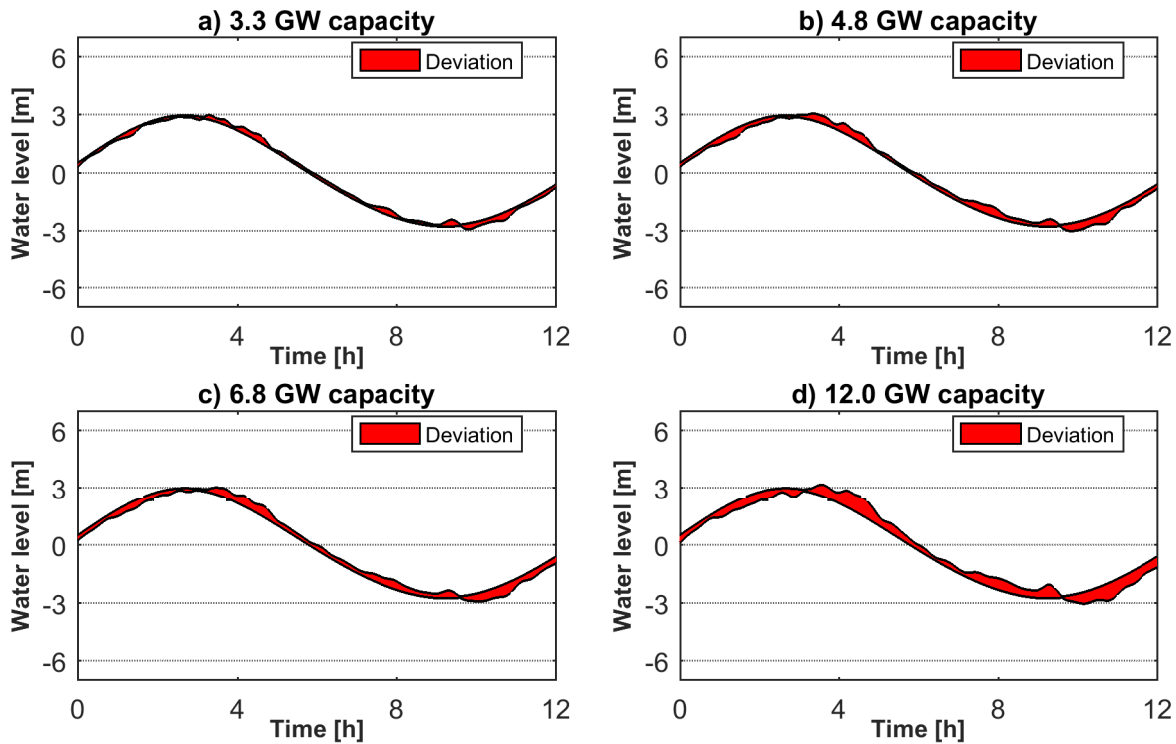 a) 3.3 GW capacity
Deviation
Water level [m]
6
3
0
-3
-6
0 4 8 12
Time [h]
b) 4.8 GW capacity
Deviation
Water level [m]
6
3
0
-3
-6
0 4 8 12
Time [h]
c) 6.8 GW capacity
Deviation
Water level [m]
6
3
0
-3
-6
0 4 8 12
Time [h]
d) 12.0 GW capacity
Deviation
Water level [m]
6
3
0
-3
-6
0 4 8 12
Time [h]